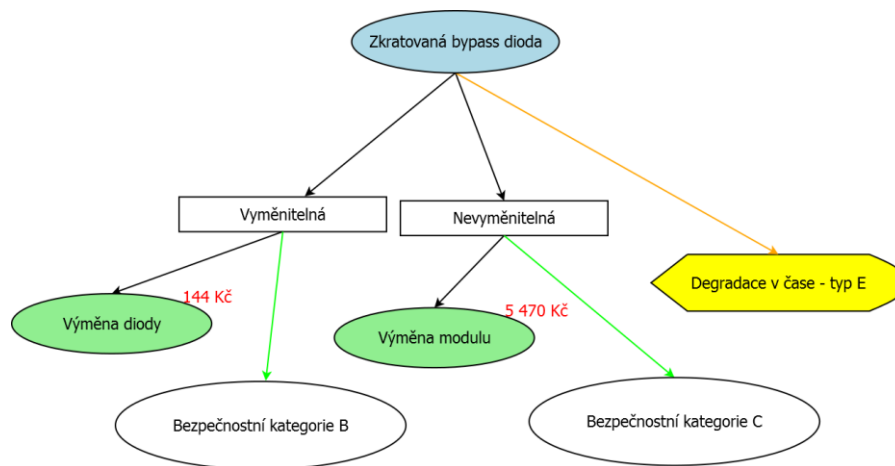 Zkratovaná bypass dioda
Vyměnitelná
Nevyměnitelná
Degradace v čase - typ E
144 Kč
5 470 Kč
Výměna diody
Výměna modulu
Bezpečnostní kategorie B
Bezpečnostní kategorie C